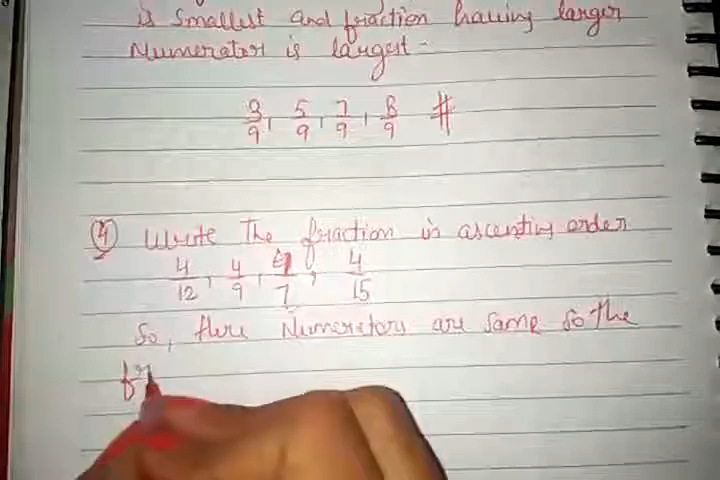 is smallest and fraction having larger
Numerator is largest -
3/9, 5/9, 7/9, 8/9 #
(4) Write The fraction in ascenting order
4/12, 4/9, 4/7, 4/15
So, there Numerators are same so the
fr